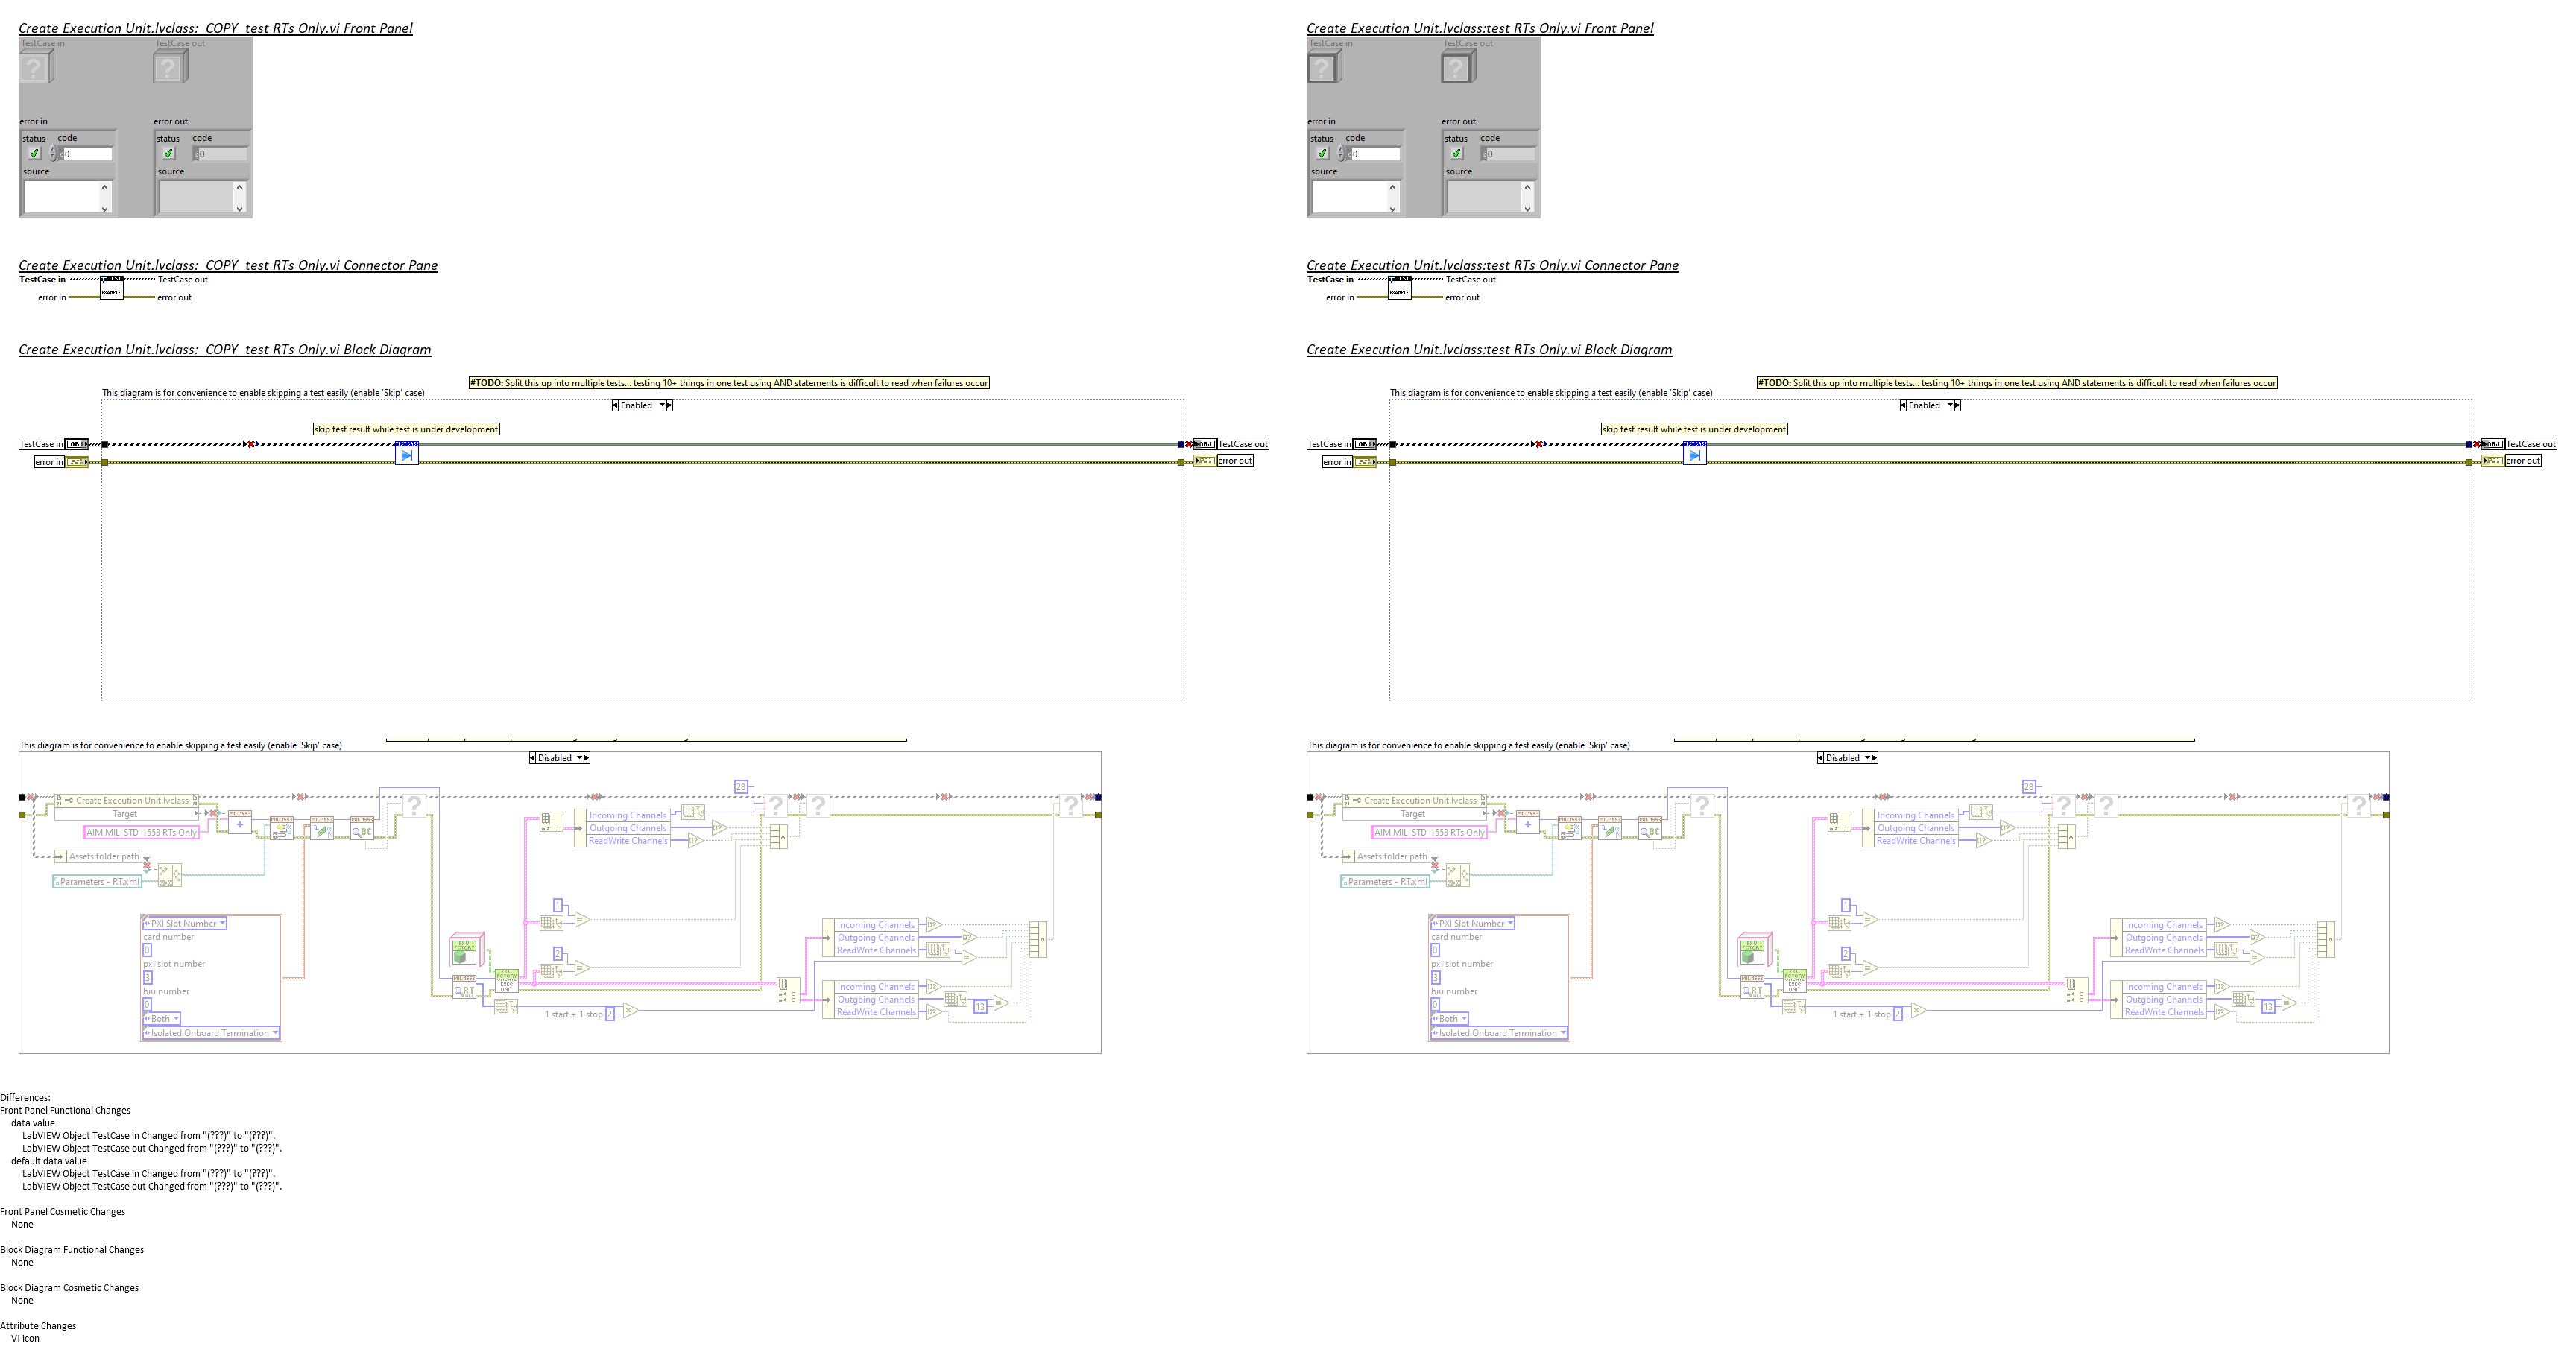 Create Execution Unit.lvclass:  COPY  test RTs Only.vi Front Panel
TestCase in
TestCase out
?
?
error in
error out
status code
status code
0
0
source
source
Create Execution Unit.lvclass:  COPY  test RTs Only.vi Connector Pane
TestCase in
TEST
TestCase out
error in
EXAMPLE
error out
Create Execution Unit.lvclass:  COPY  test RTs Only.vi Block Diagram
#TODO: Split this up into multiple tests... testing 10+ things in one test using AND statements is difficult to read when failures occur
This diagram is for convenience to enable skipping a test easily (enable 'Skip' case)
Enabled
skip test result while test is under development
TestCase in
OBJ
OBJ
TestCase out
error in
error out
This diagram is for convenience to enable skipping a test easily (enable 'Skip' case)
Disabled
28
Create Execution Unit.lvclass
Target
AIM MIL-STD-1553 RTs Only
Assets folder path
Parameters - RT.xml
BC
?
Incoming Channels
Outgoing Channels
ReadWrite Channels
?
?
?
PXI Slot Number
card number
0
pxi slot number
3
biu number
0
Both
Isolated Onboard Termination
1
2
RT
EXEC
UNIT
1 start + 1 stop
2
Incoming Channels
Outgoing Channels
ReadWrite Channels
Incoming Channels
Outgoing Channels
ReadWrite Channels
13
Differences:
Front Panel Functional Changes
data value
LabVIEW Object TestCase in Changed from "(???)" to "(???)".
LabVIEW Object TestCase out Changed from "(???)" to "(???)".
default data value
LabVIEW Object TestCase in Changed from "(???)" to "(???)".
LabVIEW Object TestCase out Changed from "(???)" to "(???)".
Front Panel Cosmetic Changes
None
Block Diagram Functional Changes
None
Block Diagram Cosmetic Changes
None
Attribute Changes
VI icon
Create Execution Unit.lvclass:test RTs Only.vi Front Panel
TestCase in
TestCase out
?
?
error in
error out
status code
status code
0
0
source
source
Create Execution Unit.lvclass:test RTs Only.vi Connector Pane
TestCase in
TEST
TestCase out
error in
EXAMPLE
error out
Create Execution Unit.lvclass:test RTs Only.vi Block Diagram
#TODO: Split this up into multiple tests... testing 10+ things in one test using AND statements is difficult to read when failures occur
This diagram is for convenience to enable skipping a test easily (enable 'Skip' case)
Enabled
skip test result while test is under development
TestCase in
OBJ
OBJ
TestCase out
error in
error out
This diagram is for convenience to enable skipping a test easily (enable 'Skip' case)
Disabled
28
Create Execution Unit.lvclass
Target
AIM MIL-STD-1553 RTs Only
Assets folder path
Parameters - RT.xml
BC
?
Incoming Channels
Outgoing Channels
ReadWrite Channels
?
?
?
PXI Slot Number
card number
0
pxi slot number
3
biu number
0
Both
Isolated Onboard Termination
1
2
RT
EXEC
UNIT
1 start + 1 stop
2
Incoming Channels
Outgoing Channels
ReadWrite Channels
Incoming Channels
Outgoing Channels
ReadWrite Channels
13